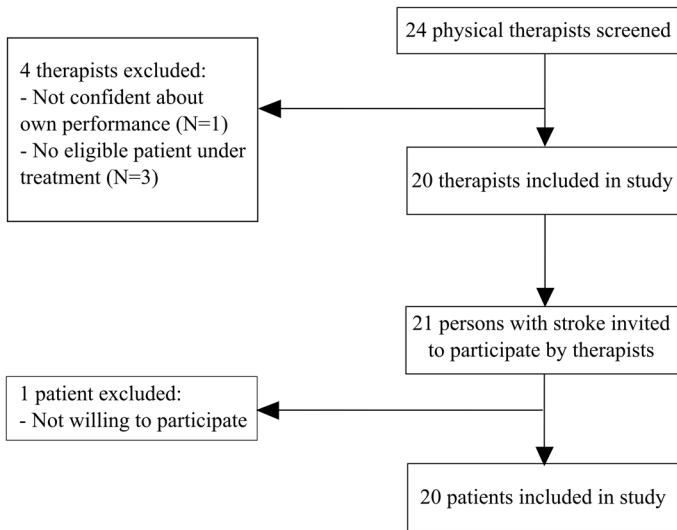 24 physical therapists screened
4 therapists excluded:
- Not confident about
own performance (N=1)
- No eligible patient under
treatment (N=3)
20 therapists included in study
21 persons with stroke invited
to participate by therapists
1 patient excluded:
- Not willing to participate
20 patients included in study